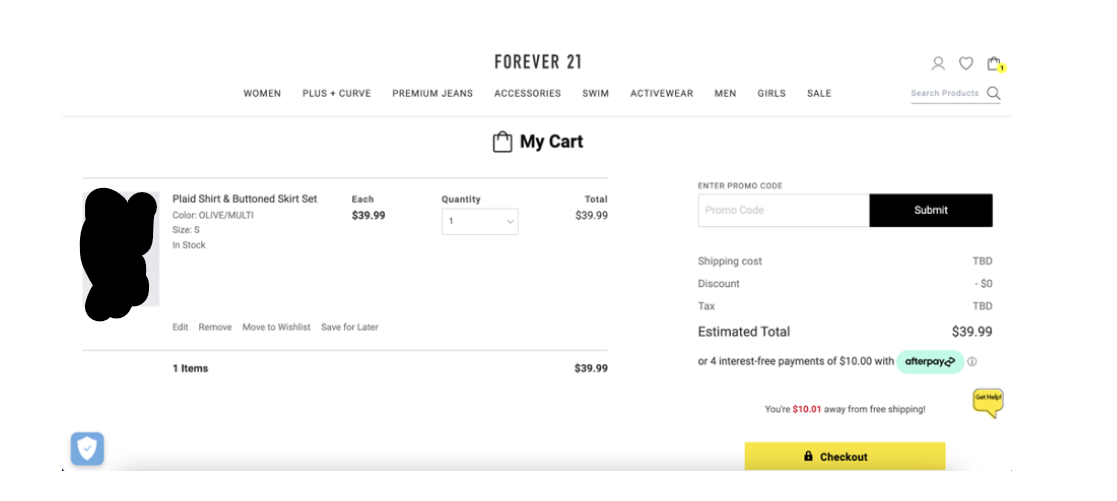 FOREVER 21
1
WOMEN PLUS + CURVE PREMIUM JEANS ACCESSORIES SWIM ACTIVEWEAR MEN GIRLS SALE Search Products
My Cart
Plaid Shirt & Buttoned Skirt Set Each Quantity Total
Color: OLIVE/MULTI $39.99 1 $39.99
Size: S
In Stock
Edit Remove Move to Wishlist Save for Later
1 Items $39.99
ENTER PROMO CODE
Promo Code Submit
Shipping cost TBD
Discount - $0
Tax TBD
Estimated Total $39.99
or 4 interest-free payments of $10.00 with afterpay
Get Help!
You're $10.01 away from free shipping!
Checkout